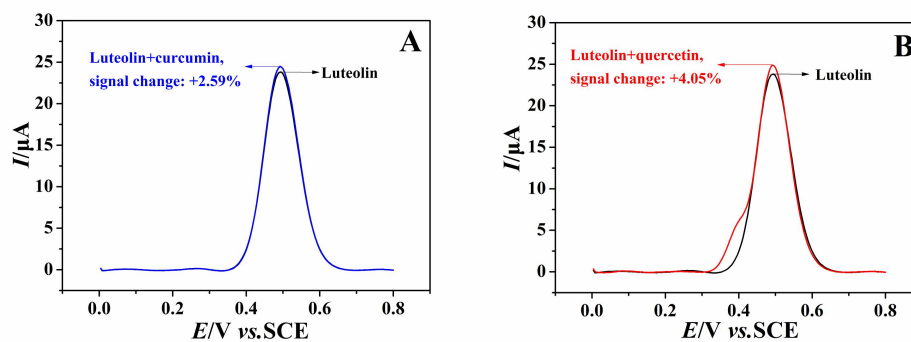 A
30
25
20
15
10
5
0
I/μA
Luteolin+curcumin,
signal change: +2.59%
Luteolin
0.0 0.2 0.4 0.6 0.8
E/V vs.SCE
B
30
25
20
15
10
5
0
I/μA
Luteolin+quercetin,
signal change: +4.05%
Luteolin
0.0 0.2 0.4 0.6 0.8
E/V vs.SCE